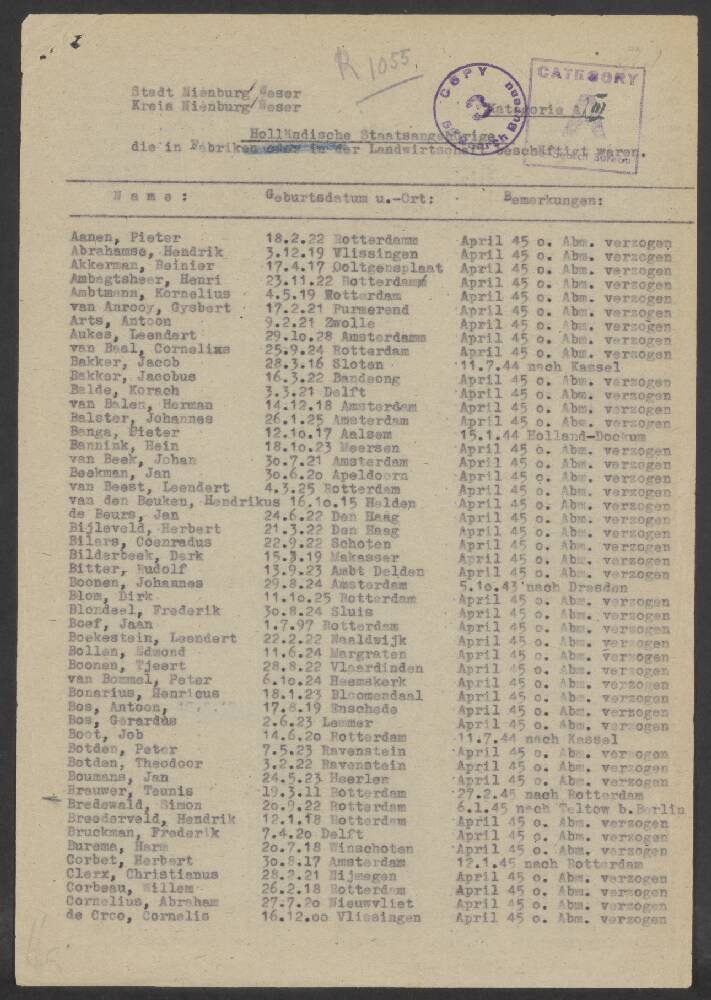 2
R 1055
COPY
3
Search Bureau
CATEGORY
A
Search Bureau
Stadt Nienburg/Weser
Kreis Nienburg/Weser
Kategorie A/III
Holländische Staatsangehörige,
die in Fabriken oder in der Landwirtschaft beschäftigt waren.
Name: Geburtsdatum u.-Ort: Bemerkungen:
Aanen, Pieter 18.2.22 Rotterdamm April 45 o. Abm. verzogen
Abrahamse, Hendrik 3.12.19 Vlissingen April 45 o. Abm. verzogen
Akkerman, Reinier 17.4.17 Ooltgensplaat April 45 o. Abm. verzogen
Ambagtsheer, Henri 23.11.22 Rotterdamm April 45 o. Abm. verzogen
Ambtmann, Kornelius 4.5.19 Rotterdam April 45 o. Abm. verzogen
van Anrooy, Gysbert 17.2.21 Purmerend April 45 o. Abm. verzogen
Arts, Antoon 9.2.21 Zwolle April 45 o. Abm. verzogen
Aukes, Leendert 29.10.28 Amsterdamm April 45 o. Abm. verzogen
van Baal, Cornelius 25.9.24 Rotterdam April 45 o. Abm. verzogen
Bakker, Jacob 28.3.16 Sloten 11.7.44 nach Kassel
Bakker, Jacobus 16.3.22 Bandeong April 45 o. Abm. verzogen
Balde, Korach 3.3.21 Delft April 45 o. Abm. verzogen
van Balen, Herman 14.12.18 Amsterdam April 45 o. Abm. verzogen
Balster, Johannes 26.1.25 Amsterdam April 45 o. Abm. verzogen
Banga, Pieter 12.10.17 Aalsem 15.1.44 Holland-Dockum
Bannink, Hein 18.10.23 Meersen April 45 o. Abm. verzogen
van Beek, Johan 30.7.21 Amsterdam April 45 o. Abm. verzogen
Beekman, Jan 30.6.20 Apeldoorn April 45 o. Abm. verzogen
van Beest, Leendert 4.3.25 Rotterdam April 45 o. Abm. verzogen
van den Beuken, Hendrikus 16.10.15 Helden April 45 o. Abm. verzogen
de Beurs, Jan 24.6.22 Den Haag April 45 o. Abm. verzogen
Bijleveld, Herbert 21.3.22 Den Haag April 45 o. Abm. verzogen
Bilars, Coenradus 22.9.22 Schoten April 45 o. Abm. verzogen
Bilderbeek, Derk 15.3.19 Makasser April 45 o. Abm. verzogen
Bitter, Rudolf 13.9.23 Ambt Delden April 45 o. Abm. verzogen
Boonen, Johannes 29.8.24 Amsterdam 5.10.43 nach Dresden
Blom, Dirk 11.10.25 Rotterdam April 45 o. Abm. verzogen
Blondeel, Frederik 30.8.24 Sluis April 45 o. Abm. verzogen
Boef, Jaan 1.7.97 Rotterdam April 45 o. Abm. verzogen
Boekestein, Leendert 22.2.22 Naaldwijk April 45 o. Abm. verzogen
Bollen, Edmond 11.6.24 Margraten April 45 o. Abm. verzogen
Boonen, Tjeert 28.8.22 Vlaardinden April 45 o. Abm. verzogen
van Bommel, Peter 6.10.24 Heemskerk April 45 o. Abm. verzogen
Bonarius, Henricus 18.1.23 Bloomendaal April 45 o. Abm. verzogen
Bos, Antoon, 17.8.19 Enschede April 45 o. Abm. verzogen
Bos, Gerardus 2.6.23 Lemmer April 45 o. Abm. verzogen
Boot, Job 14.6.20 Rotterdam 11.7.44 nach Kassel
Botden, Peter 7.5.23 Ravenstein April 45 o. Abm. verzogen
Botden, Theodoor 3.2.22 Ravenstein April 45 o. Abm. verzogen
Boumans, Jan 24.5.23 Heerlen April 45 o. Abm. verzogen
Brauwer, Teunis 19.3.11 Rotterdam 27.2.45 nach Rotterdam
Bredewald, Simon 20.9.22 Rotterdam 6.1.45 nach Teltow b.Berlin
Breederveld, Hendrik 12.1.18 Rotterdam April 45 o. Abm. verzogen
Bruckman, Frederik 7.4.20 Delft April 45 o. Abm. verzogen
Burema, Harm 20.7.18 Winschoten April 45 o. Abm. verzogen
Corbet, Herbert 30.8.17 Amsterdam 12.1.45 nach Rotterdam
Clerx, Christianus 28.2.21 Nijmegen April 45 o. Abm. verzogen
Corbeau, Willem 26.2.18 Rotterdam April 45 o. Abm. verzogen
Cornelius, Abraham 27.7.20 Nieuwvliet April 45 o. Abm. verzogen
de Croo, Cornelis 16.12.00 Vlissingen April 45 o. Abm. verzogen